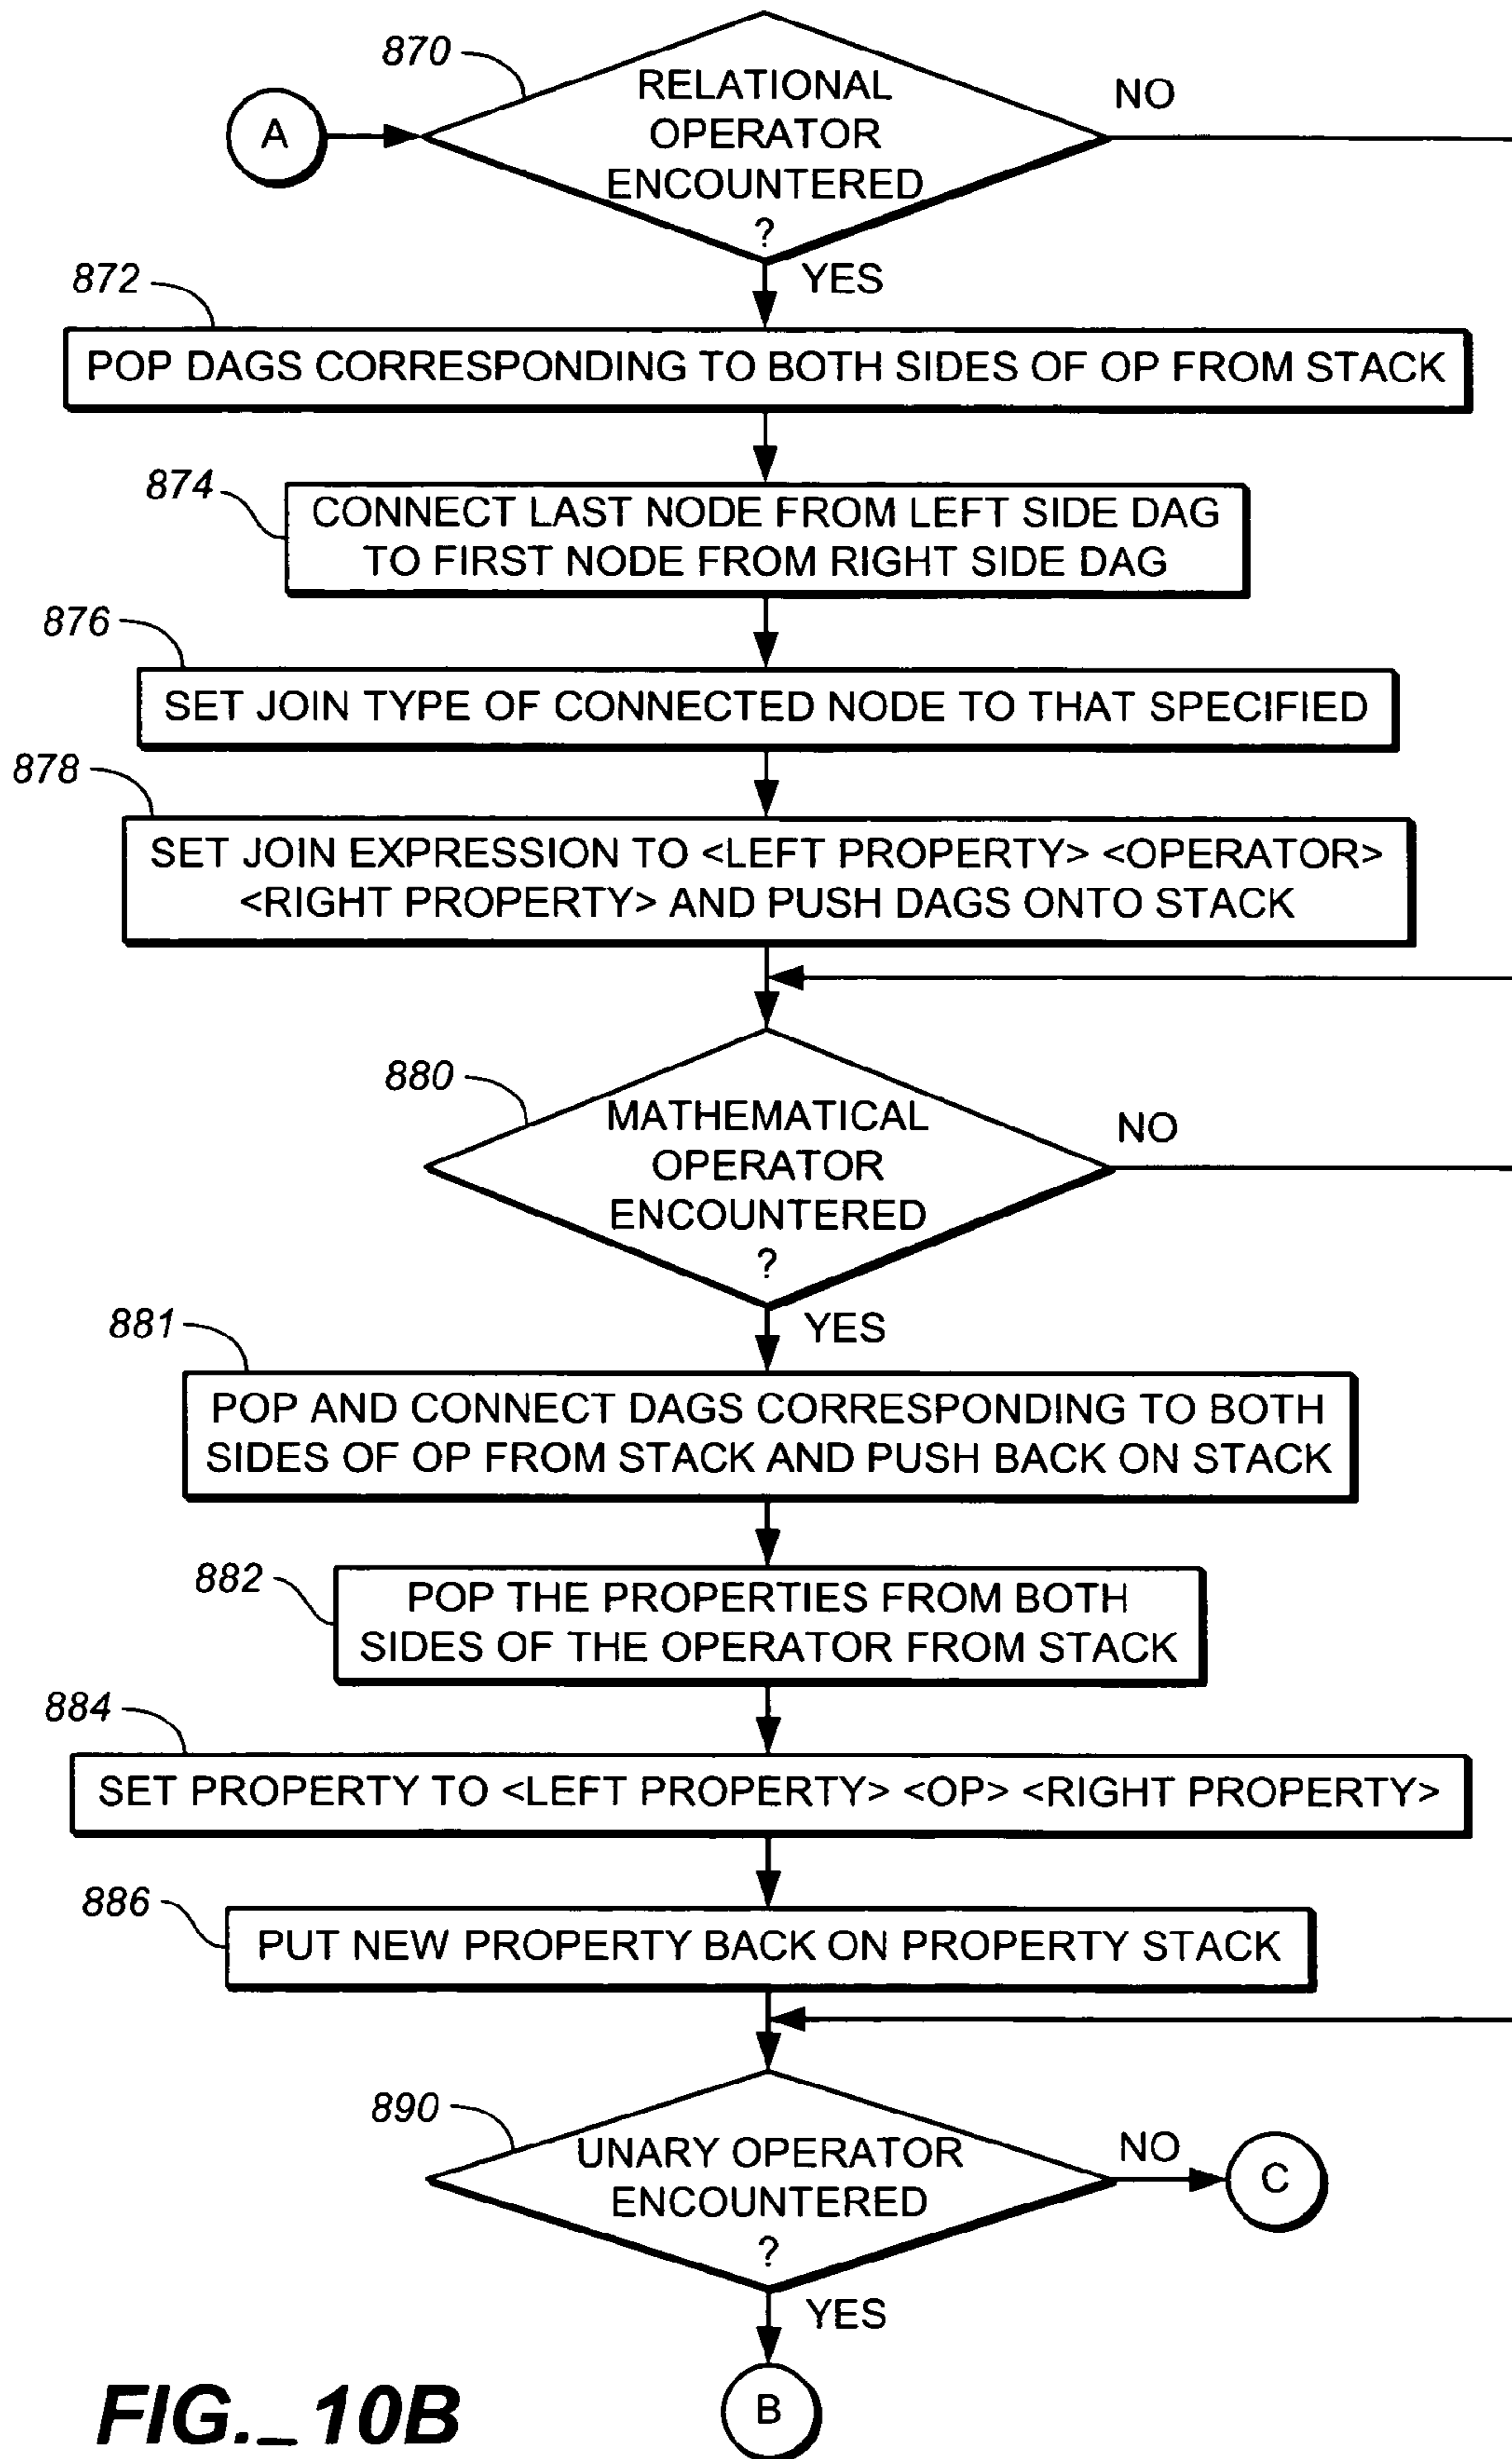 870
RELATIONAL
OPERATOR
ENCOUNTERED
?
NO
A
YES
872
POP DAGS CORRESPONDING TO BOTH SIDES OF OP FROM STACK
874
CONNECT LAST NODE FROM LEFT SIDE DAG
TO FIRST NODE FROM RIGHT SIDE DAG
876
SET JOIN TYPE OF CONNECTED NODE TO THAT SPECIFIED
878
SET JOIN EXPRESSION TO <LEFT PROPERTY> <OPERATOR>
<RIGHT PROPERTY> AND PUSH DAGS ONTO STACK
880
MATHEMATICAL
OPERATOR
ENCOUNTERED
?
NO
YES
881
POP AND CONNECT DAGS CORRESPONDING TO BOTH
SIDES OF OP FROM STACK AND PUSH BACK ON STACK
882
POP THE PROPERTIES FROM BOTH
SIDES OF THE OPERATOR FROM STACK
884
SET PROPERTY TO <LEFT PROPERTY> <OP> <RIGHT PROPERTY>
886
PUT NEW PROPERTY BACK ON PROPERTY STACK
890
UNARY OPERATOR
ENCOUNTERED
?
NO
C
YES
B
FIG._10B